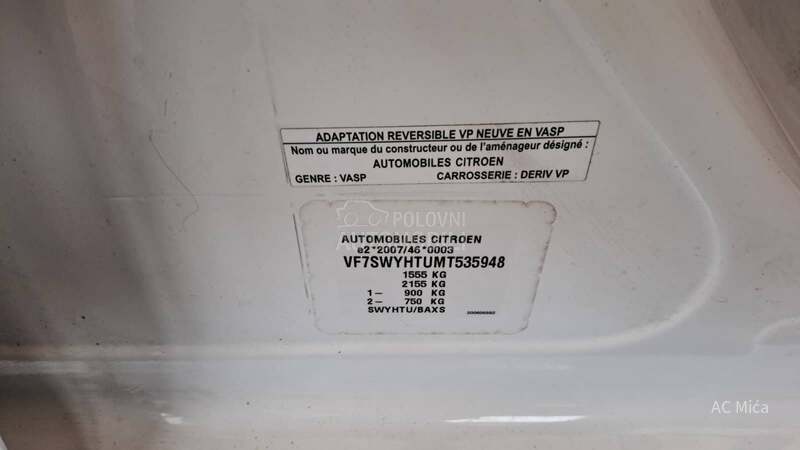 ADAPTATION REVERSIBLE VP NEUVE EN VASP
Nom ou marque du constructeur ou de l'aménageur désigné :
AUTOMOBILES CITROEN
GENRE : VASP CARROSSERIE : DERIV VP
POLOVNI
AUTOMOBILES CITROEN
e2*2007/46*0003
VF7SWYHTUMT535948
1555 KG
2155 KG
1- 900 KG
2- 750 KG
SWYHTU/BAXS
AC Mića